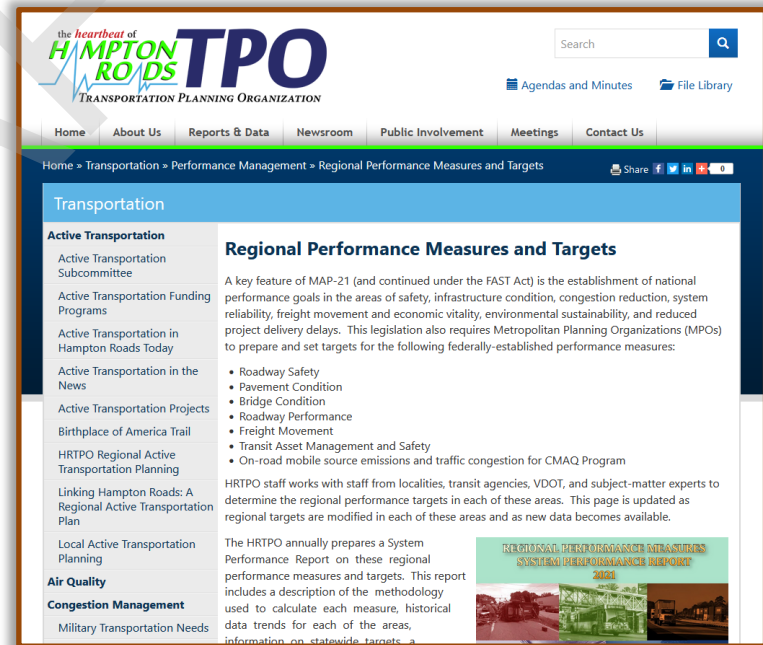 the heartbeat of
HAMPTON
ROADS
TPO
TRANSPORTATION PLANNING ORGANIZATION
Search
Agendas and Minutes
File Library
Home About Us Reports & Data Newsroom Public Involvement Meetings Contact Us
Home » Transportation » Performance Management » Regional Performance Measures and Targets
Share
0
Transportation
Active Transportation
Active Transportation
Subcommittee
Active Transportation Funding
Programs
Active Transportation in
Hampton Roads Today
Active Transportation in the
News
Active Transportation Projects
Birthplace of America Trail
HRTPO Regional Active
Transportation Planning
Linking Hampton Roads: A
Regional Active Transportation
Plan
Local Active Transportation
Planning
Air Quality
Congestion Management
Military Transportation Needs
Regional Performance Measures and Targets
A key feature of MAP-21 (and continued under the FAST Act) is the establishment of national
performance goals in the areas of safety, infrastructure condition, congestion reduction, system
reliability, freight movement and economic vitality, environmental sustainability, and reduced
project delivery delays. This legislation also requires Metropolitan Planning Organizations (MPOs)
to prepare and set targets for the following federally-established performance measures:
• Roadway Safety
• Pavement Condition
• Bridge Condition
• Roadway Performance
• Freight Movement
• Transit Asset Management and Safety
• On-road mobile source emissions and traffic congestion for CMAQ Program
HRTPO staff works with staff from localities, transit agencies, VDOT, and subject-matter experts to
determine the regional performance targets in each of these areas. This page is updated as
regional targets are modified in each of these areas and as new data becomes available.
The HRTPO annually prepares a System
Performance Report on these regional
performance measures and targets. This report
includes a description of the methodology
used to calculate each measure, historical
data trends for each of the areas,
information on statewide targets, a
REGIONAL PERFORMANCE MEASURES
SYSTEM PERFORMANCE REPORT
2021